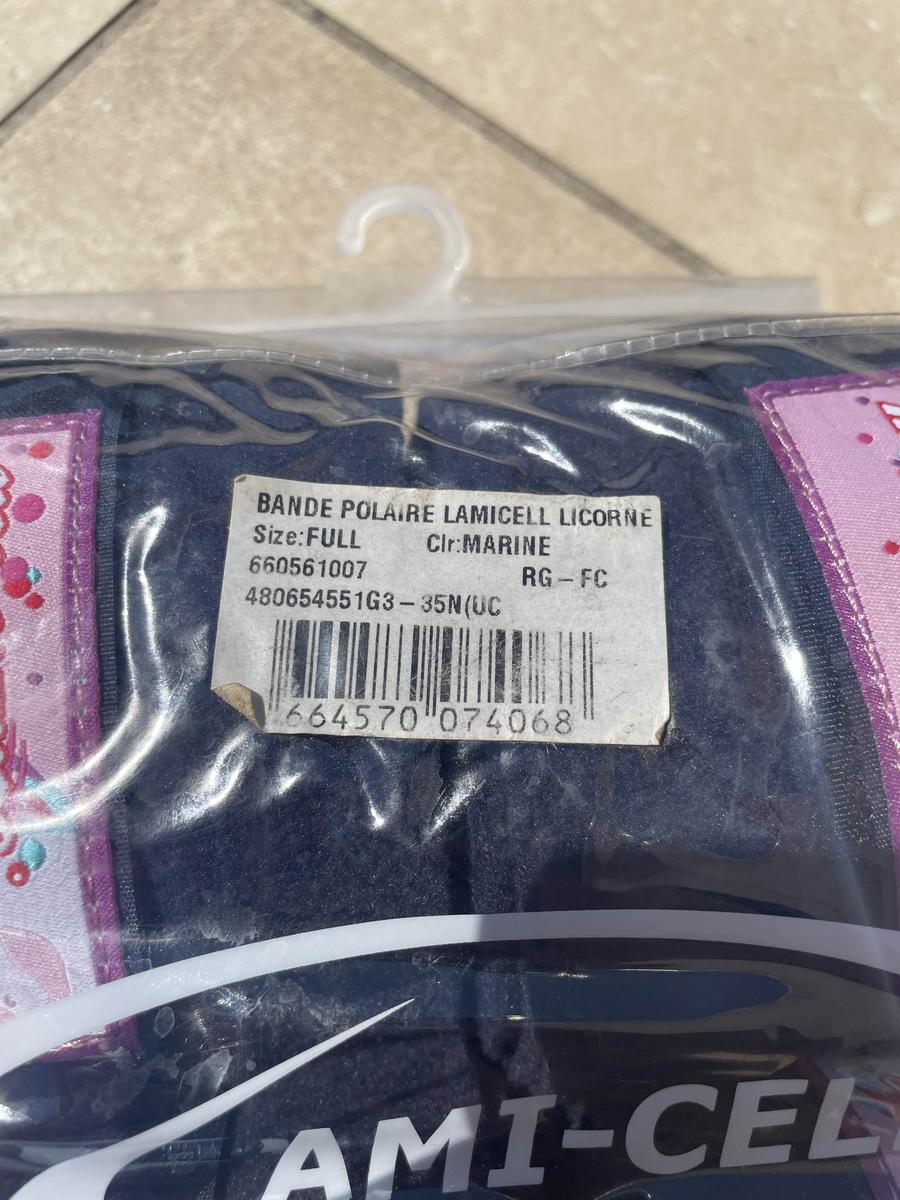 BANDE POLAIRE LAMICELL LICORNE
Size:FULL Clr:MARINE
660561007 RG-FC
480654551G3-35N(UC
664570 074068
AMI-CEL